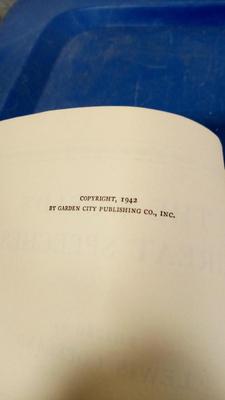 COPYRIGHT, 1942
BY GARDEN CITY PUBLISHING CO., INC.